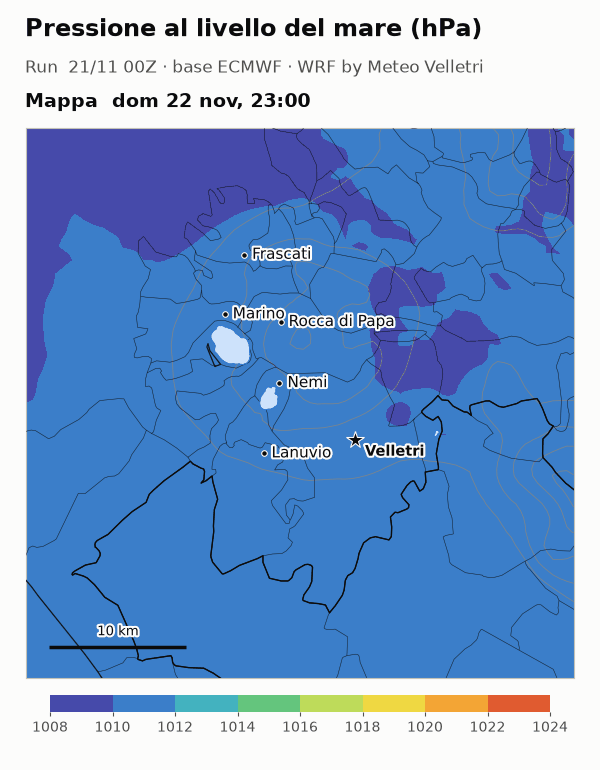 Pressione al livello del mare (hPa)
Run  21/11 00Z · base ECMWF · WRF by Meteo Velletri
Mappa  dom 22 nov, 23:00
Frascati
Marino
Rocca di Papa
Nemi
Velletri
Lanuvio
10 km
1008 1010 1012 1014 1016 1018 1020 1022 1024